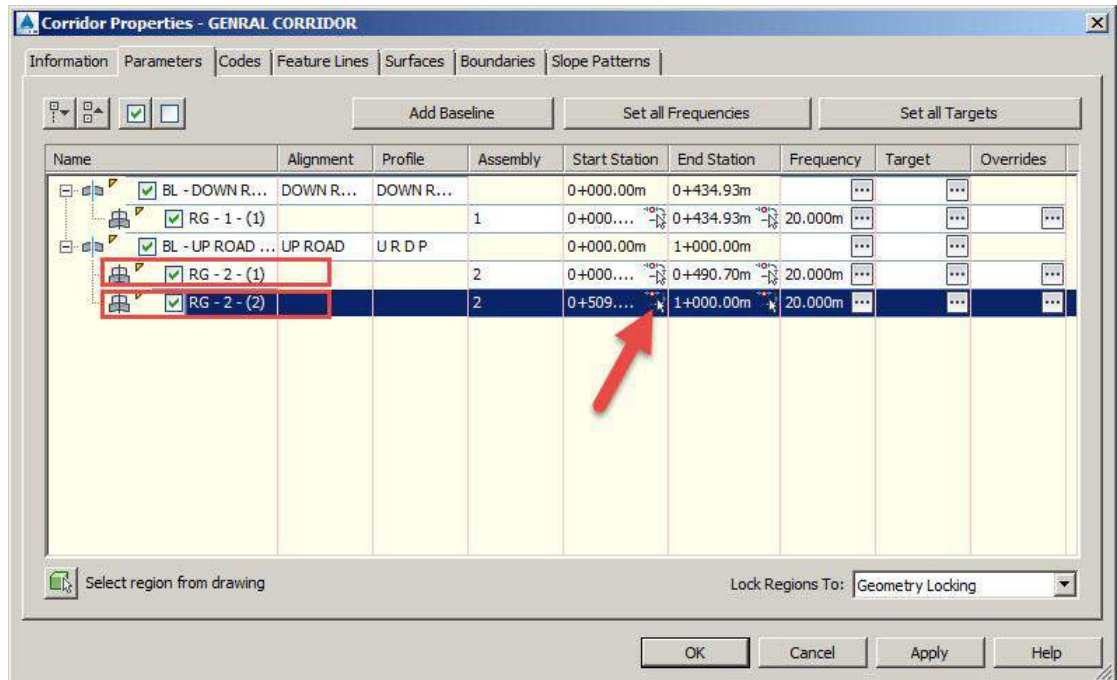 Corridor Properties - GENRAL CORRIDOR
Information Parameters Codes Feature Lines Surfaces Boundaries Slope Patterns
Add Baseline Set all Frequencies Set all Targets
Name Alignment Profile Assembly Start Station End Station Frequency Target Overrides
BL - DOWN R... DOWN R... DOWN R... 0+000.00m 0+434.93m ... ...
RG - 1 - (1) 1 0+000.... 0+434.93m 20.000m ... ... ...
BL - UP ROAD ... UP ROAD U R D P 0+000.00m 1+000.00m ... ...
RG - 2 - (1) 2 0+000.... 0+490.70m 20.000m ... ... ...
RG - 2 - (2) 2 0+509.... 1+000.00m 20.000m ... ... ...
Select region from drawing Lock Regions To: Geometry Locking
OK Cancel Apply Help